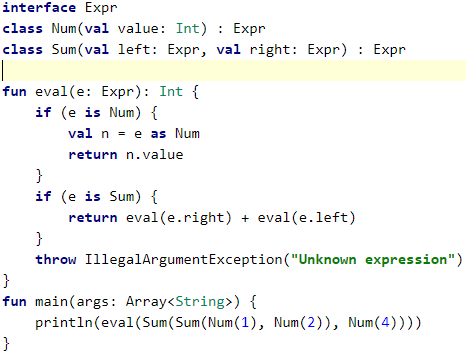 interface Expr
class Num(val value: Int) : Expr
class Sum(val left: Expr, val right: Expr) : Expr
fun eval(e: Expr): Int {
    if (e is Num) {
        val n = e as Num
        return n.value
    }
    if (e is Sum) {
        return eval(e.right) + eval(e.left)
    }
    throw IllegalArgumentException("Unknown expression")
}
fun main(args: Array<String>) {
    println(eval(Sum(Sum(Num(1), Num(2)), Num(4))))
}